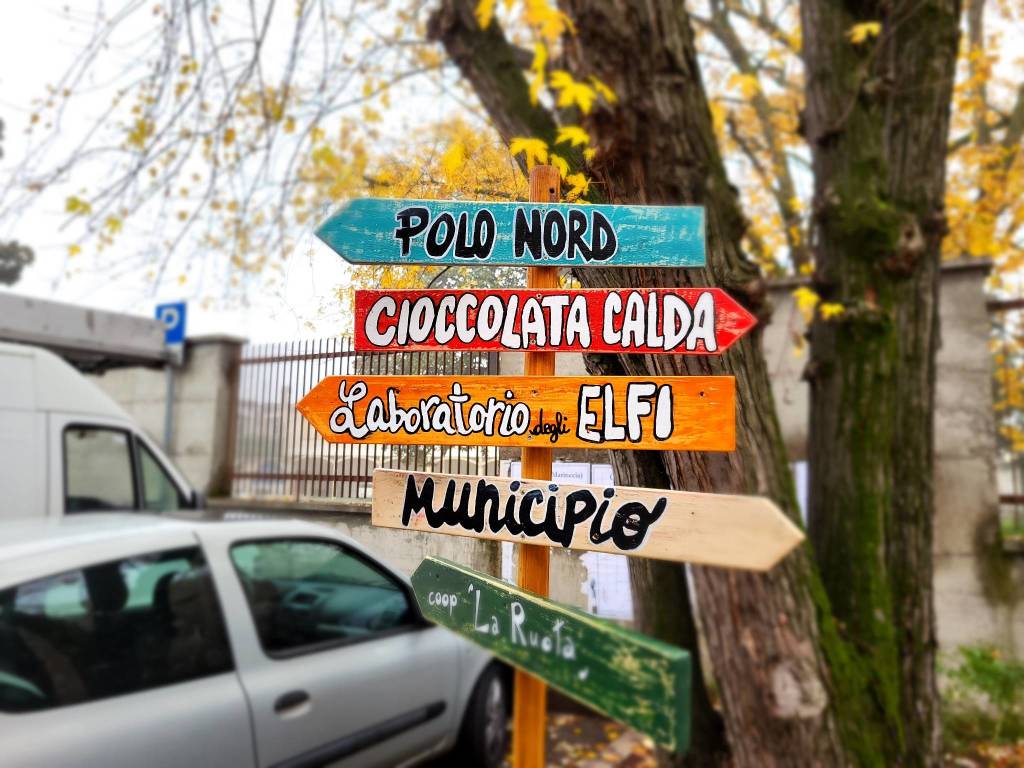 POLO NORD
CIOCCOLATA CALDA
Laboratorio degli ELFI
Municipio
coop "La Ruota"
P